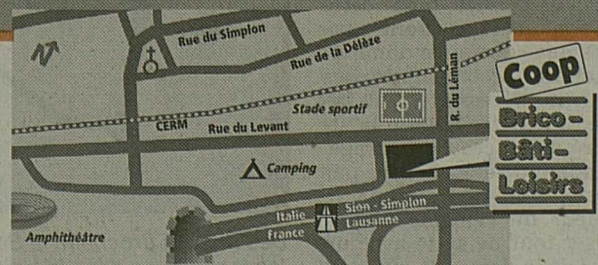 N
Rue du Simplon
Rue de la Délèze
R. du Léman
Coop
Stade sportif
Brico-
CERM
Rue du Levant
Bâti-
Camping
Loisirs
Italie
Sion - Simplon
France
Lausanne
Amphithéâtre